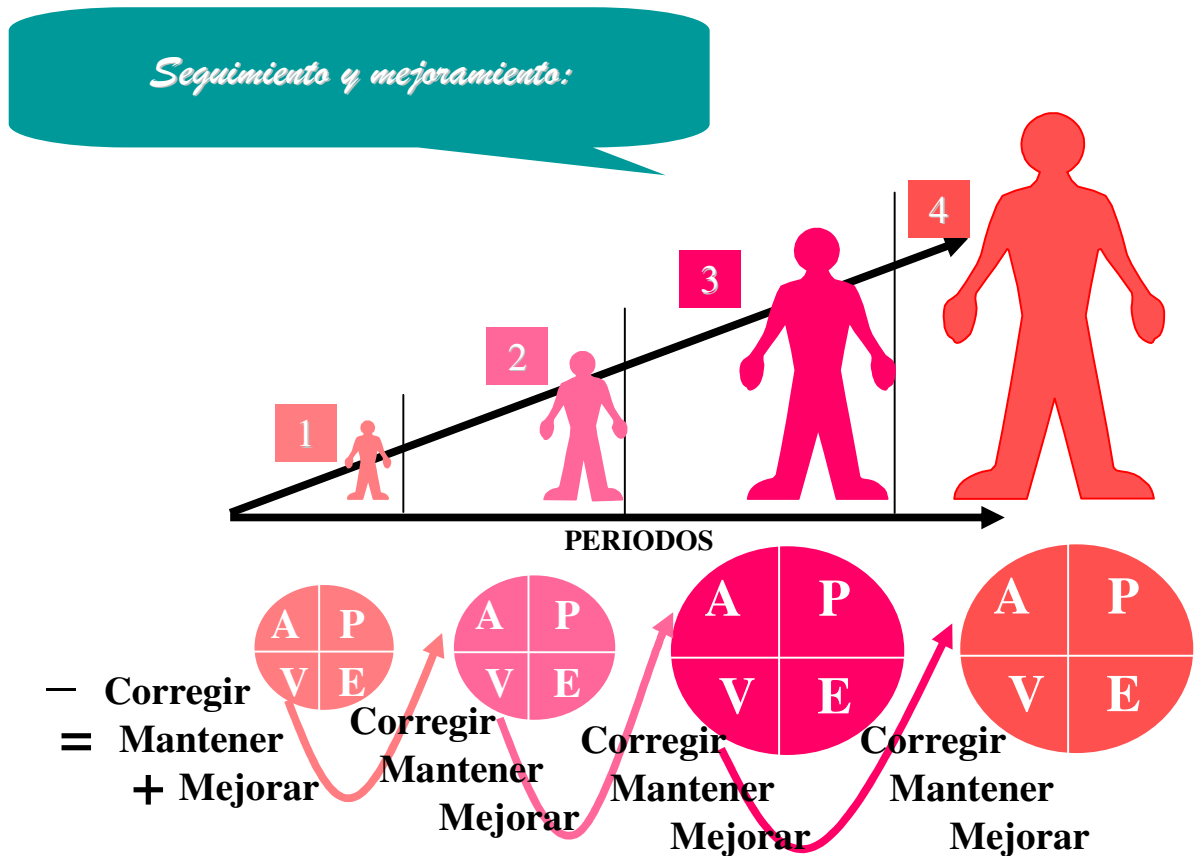 Seguimiento y mejoramiento:
1
2
3
4
PERIODOS
A P
V E
A P
V E
A P
V E
A P
V E
– Corregir
= Mantener
+ Mejorar
Corregir
Mantener
Mejorar
Corregir
Mantener
Mejorar
Corregir
Mantener
Mejorar